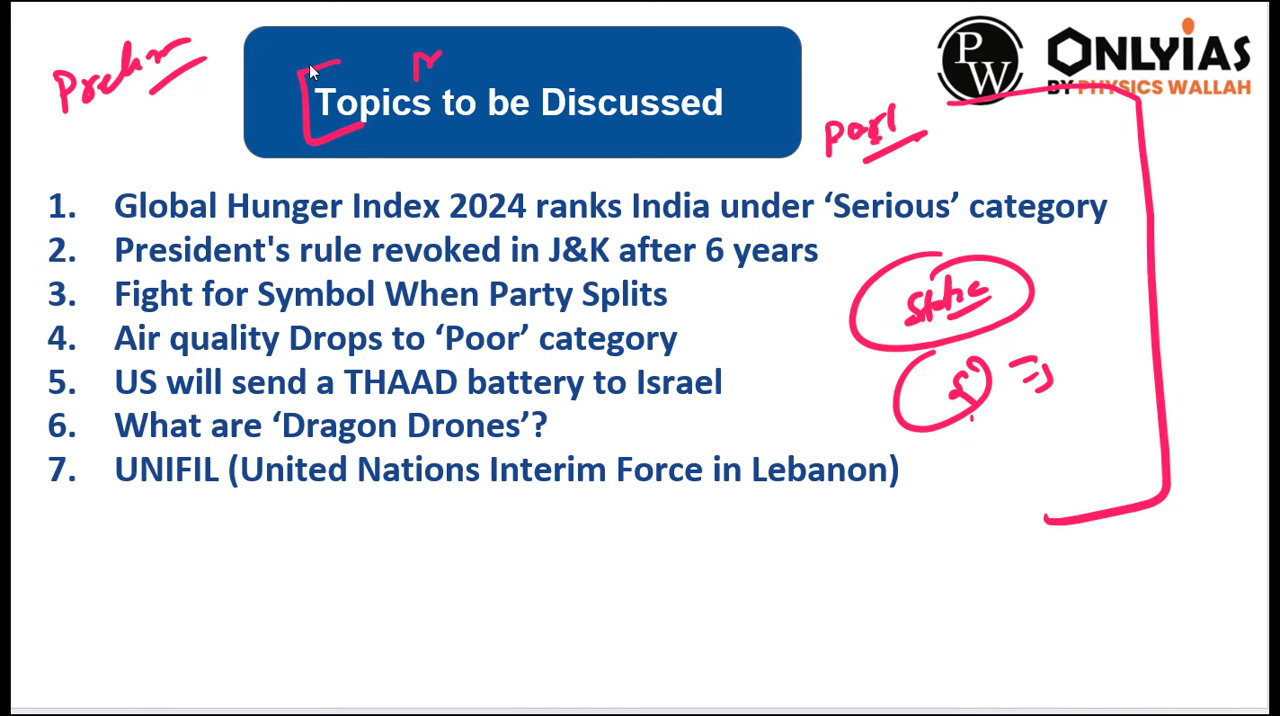 Prelim
Topics to be Discussed
PW
ONLYIAS
BY PHYSICS WALLAH
1. Global Hunger Index 2024 ranks India under ‘Serious’ category
2. President's rule revoked in J&K after 6 years
3. Fight for Symbol When Party Splits
4. Air quality Drops to ‘Poor’ category
5. US will send a THAAD battery to Israel
6. What are ‘Dragon Drones’?
7. UNIFIL (United Nations Interim Force in Lebanon)
Static